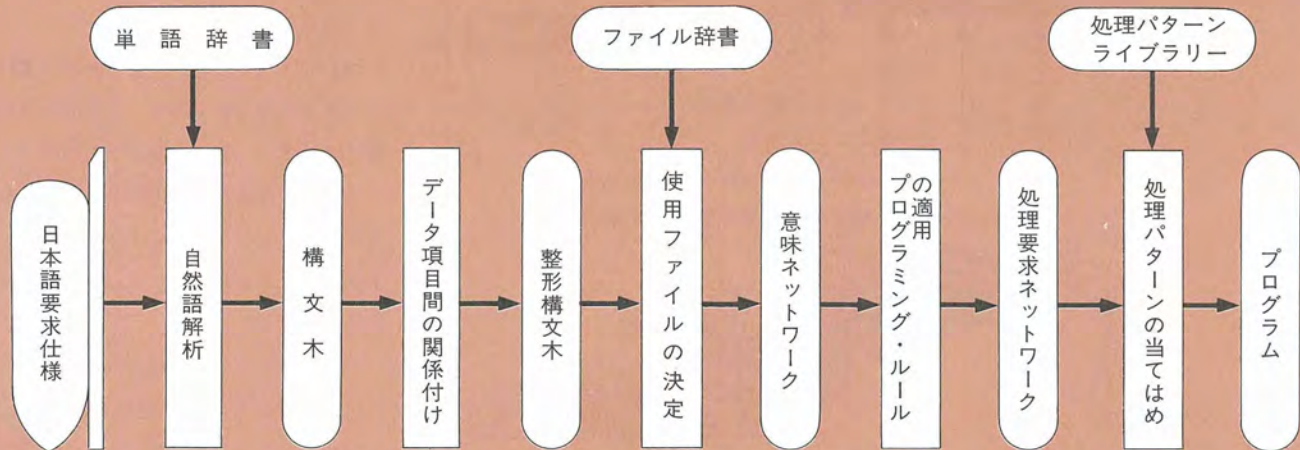 単語辞書
ファイル辞書
処理パターン
ライブラリー
日本語要求仕様
自然語解析
構文木
データ項目間の関係付け
整形構文木
使用ファイルの決定
意味ネットワーク
プログラミング・ルール
の適用
処理要求ネットワーク
処理パターンの当てはめ
プログラム